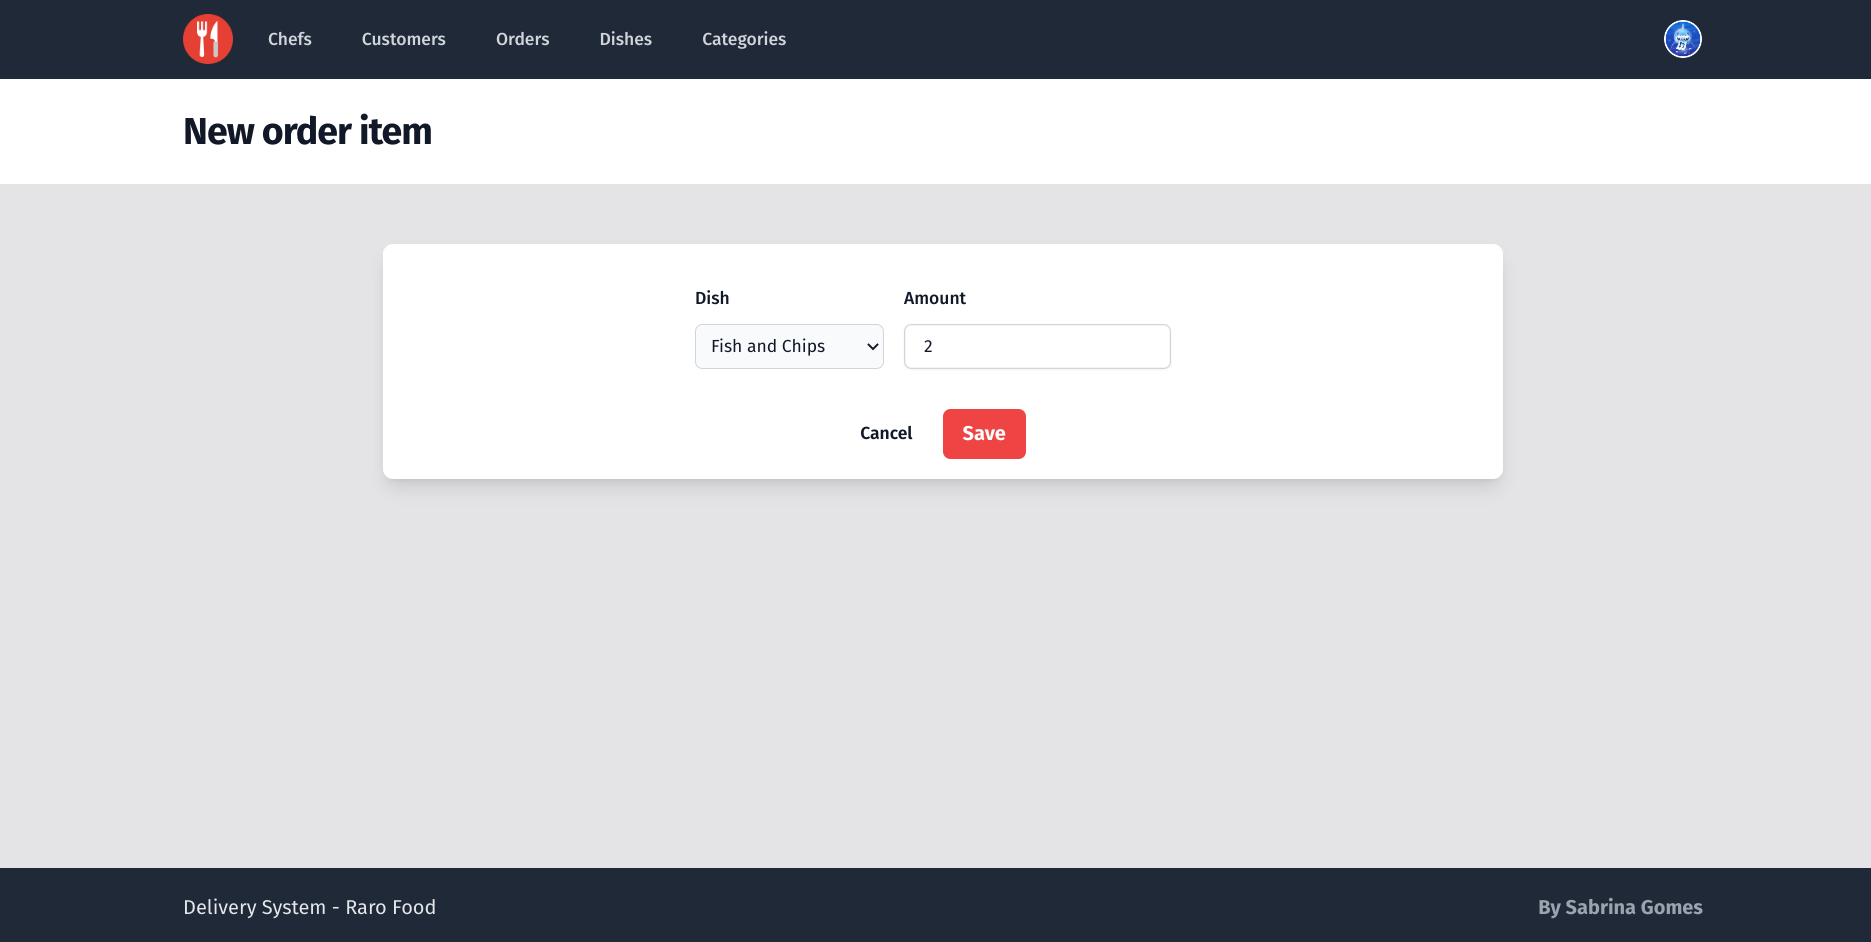 Chefs Customers Orders Dishes Categories
New order item
Dish Amount
Fish and Chips 2
Cancel Save
Delivery System - Raro Food By Sabrina Gomes